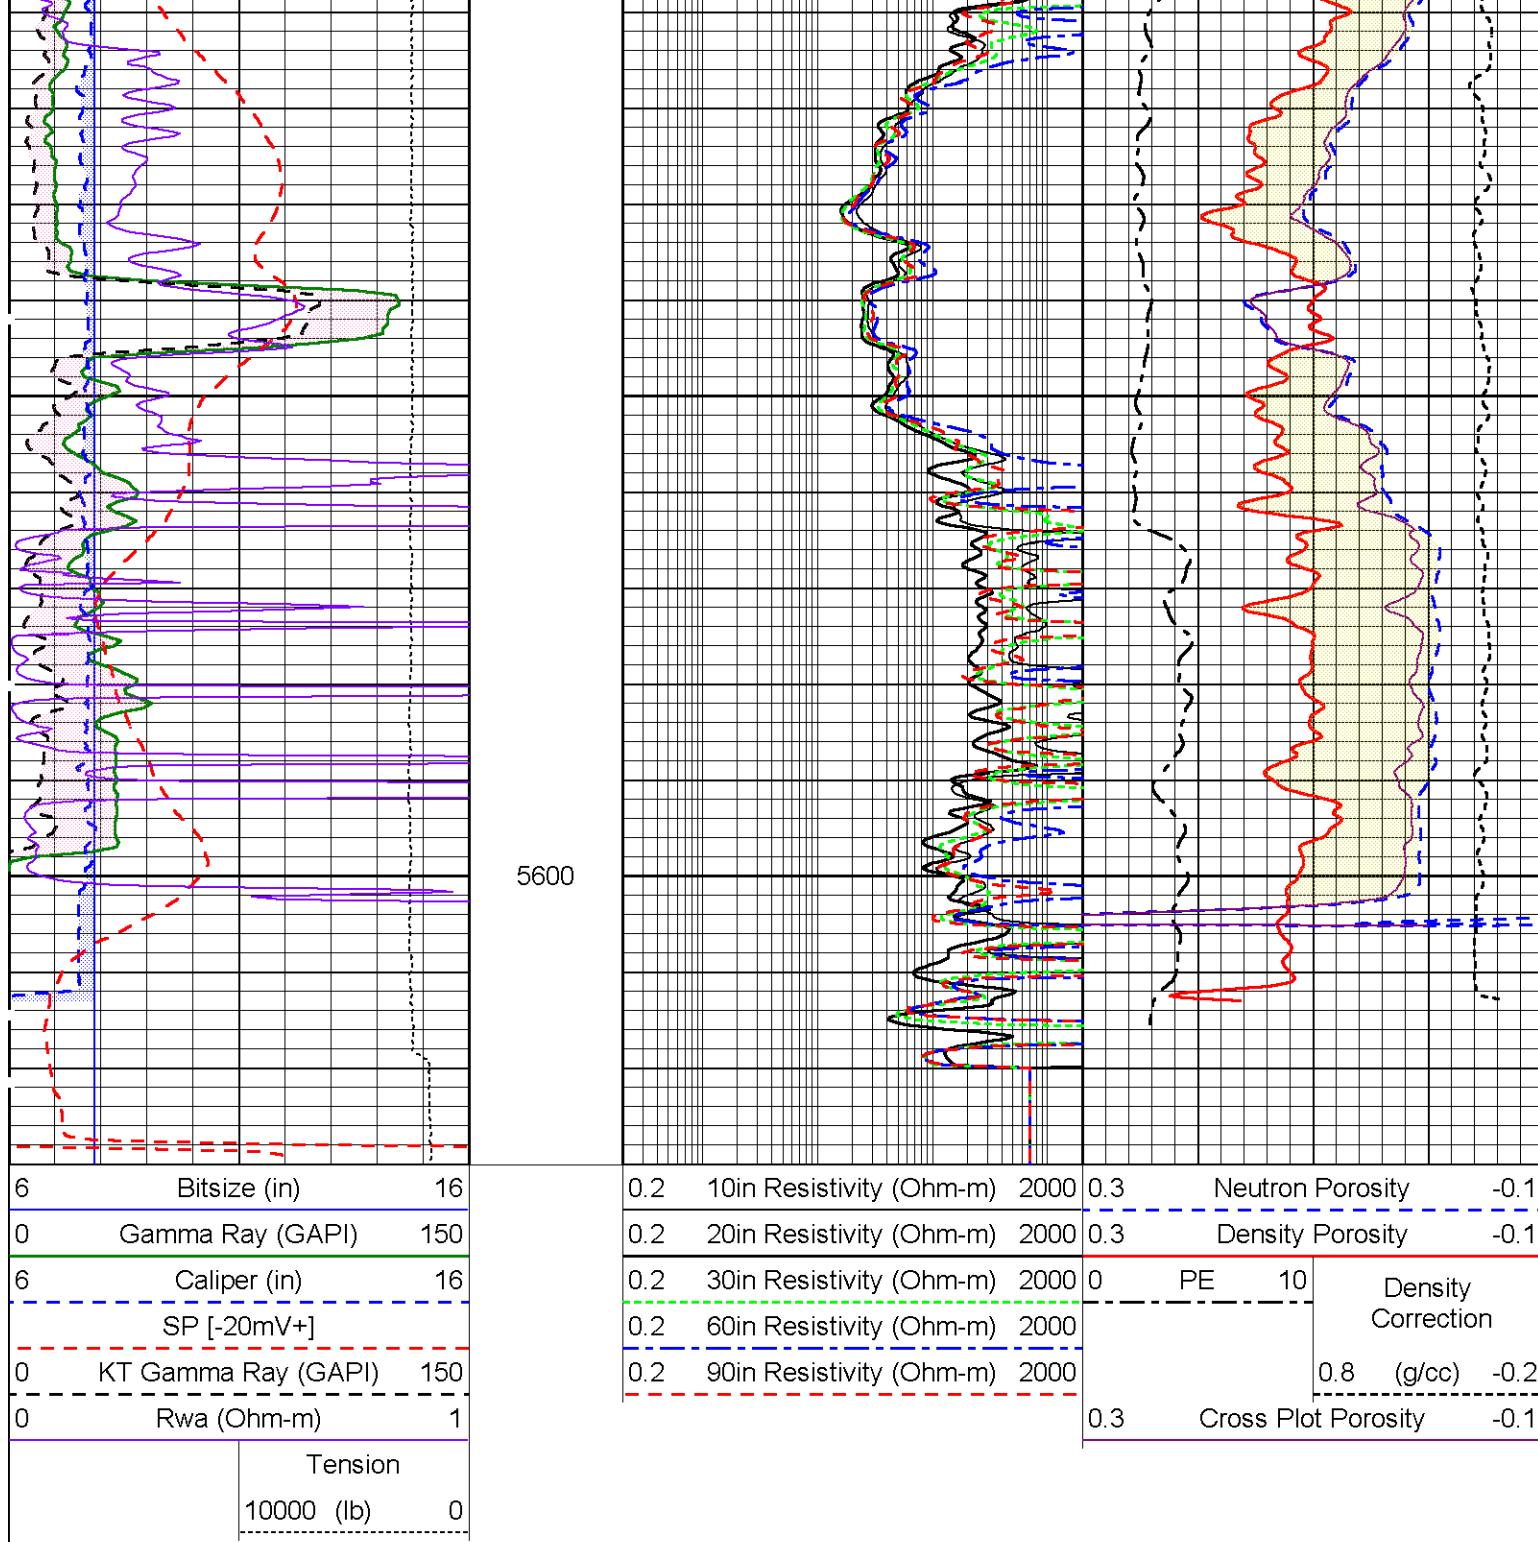 5600
6 Bitsize (in) 16
0 Gamma Ray (GAPI) 150
6 Caliper (in) 16
SP [-20mV+]
0 KT Gamma Ray (GAPI) 150
0 Rwa (Ohm-m) 1
Tension
10000 (lb) 0
0.2 10in Resistivity (Ohm-m) 2000
0.2 20in Resistivity (Ohm-m) 2000
0.2 30in Resistivity (Ohm-m) 2000
0.2 60in Resistivity (Ohm-m) 2000
0.2 90in Resistivity (Ohm-m) 2000
0.3 Neutron Porosity -0.1
0.3 Density Porosity -0.1
0 PE 10
Density
Correction
0.8 (g/cc) -0.2
0.3 Cross Plot Porosity -0.1